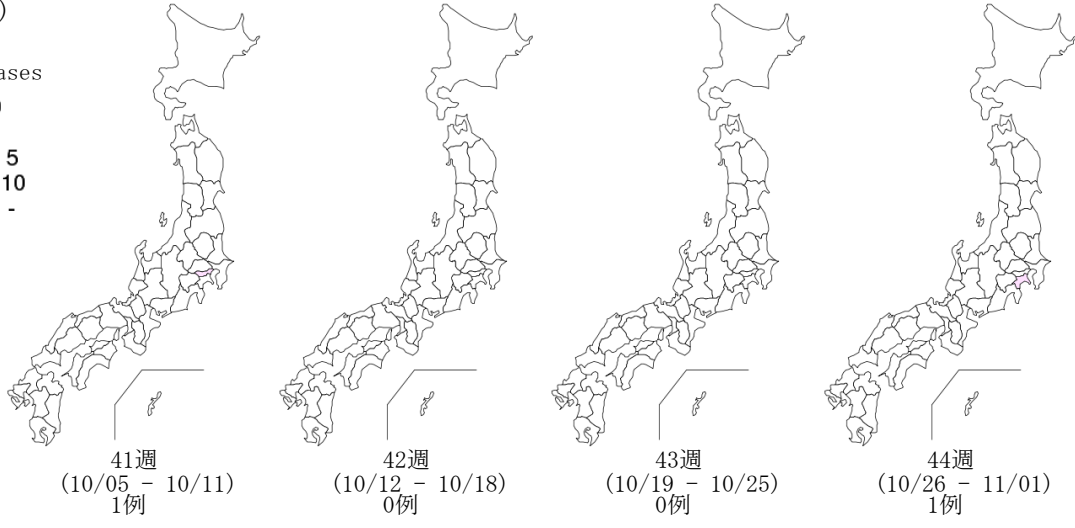 )
ases
5
10
-
41週
(10/05 - 10/11)
1例
42週
(10/12 - 10/18)
0例
43週
(10/19 - 10/25)
0例
44週
(10/26 - 11/01)
1例